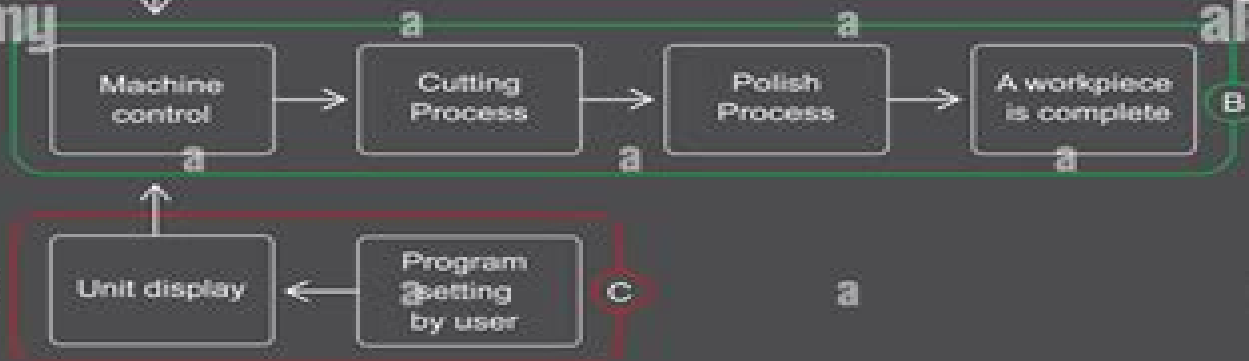 Machine
control
Cutting
Process
Polish
Process
A workpiece
is complete
B
Unit display
Program
setting
by user
C